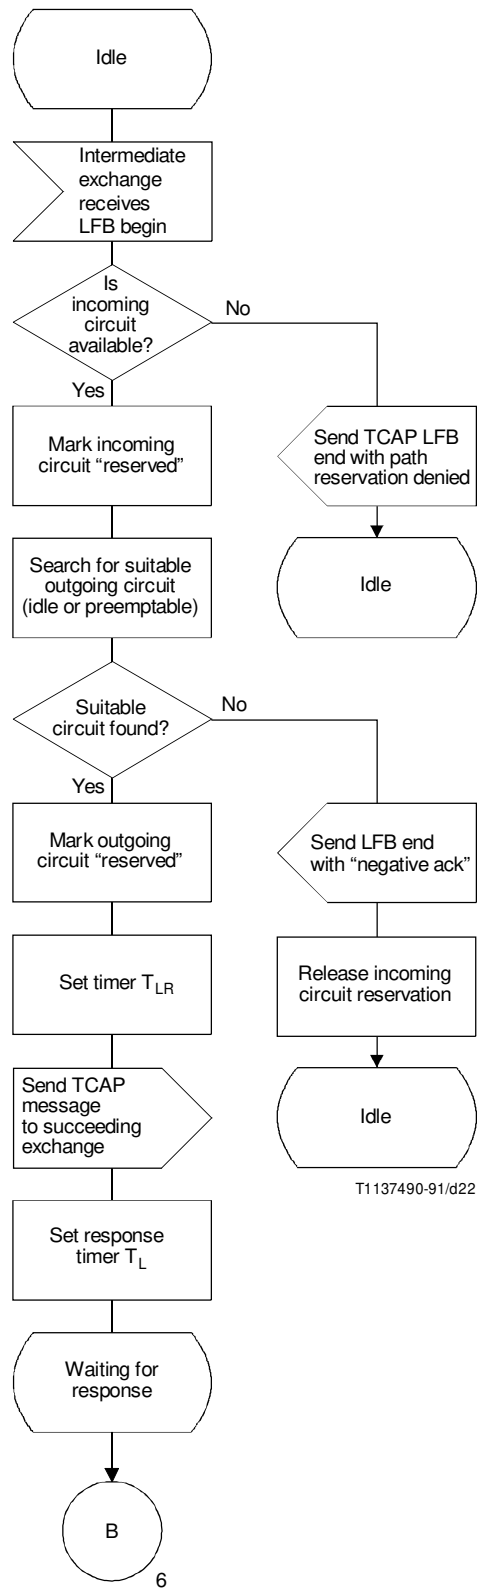 Idle
Intermediate
exchange
receives
LFB begin
Is
incoming
circuit
available?
No
Yes
Mark incoming
circuit “reserved”
Send TCAP LFB
end with path
reservation denied
Search for suitable
outgoing circuit
(idle or preemptable)
Idle
Suitable
circuit found?
No
Yes
Mark outgoing
circuit “reserved”
Send LFB end
with “negative ack”
Set timer TLR
Release incoming
circuit reservation
Send TCAP
message
to succeeding
exchange
Idle
T1137490-91/d22
Set response
timer TL
Waiting for
response
B
6